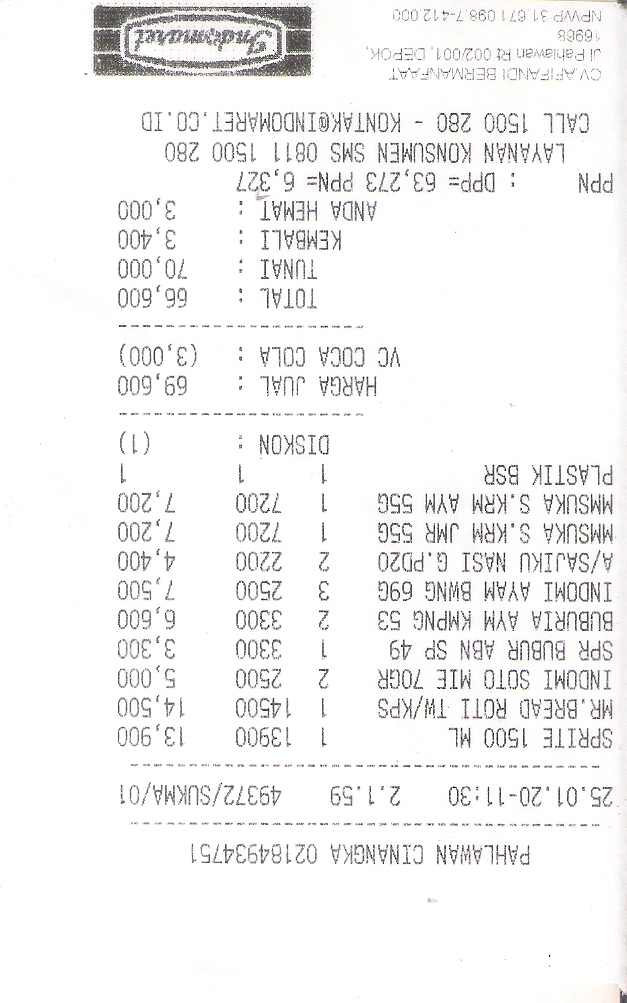 Indomaret
CV.AFIFANDI BERMANFAAT
Jl Pahlawan Rt 002/001, DEPOK,
16968
NPWP 31.671.098.7-412.000
PAHLAWAN CINANGKA 02184934751
25.01.20-11:30 2.1.59 49372/SUKMA/01
SPRITE 1500 ML 1 13900 13,900
MR.BREAD ROTI TW/KPS 1 14500 14,500
INDOMI SOTO MIE 70GR 2 2500 5,000
SPR BUBUR ABN SP 49 1 3300 3,300
BUBURIA AYM KMPNG 53 2 3300 6,600
INDOMI AYAM BWNG 69G 3 2500 7,500
A/SAJIKU NASI G.PD20 2 2200 4,400
MMSUKA S.KRM JMR 55G 1 7200 7,200
MMSUKA S.KRM AYM 55G 1 7200 7,200
PLASTIK BSR 1 1 1
DISKON : (1)
HARGA JUAL : 69,600
VC COCA COLA : (3,000)
TOTAL : 66,600
TUNAI : 70,000
KEMBALI : 3,400
ANDA HEMAT : 3,000
PPN : DPP= 63,273 PPN= 6,327
LAYANAN KONSUMEN SMS 0811 1500 280
CALL 1500 280 - KONTAK@INDOMARET.CO.ID